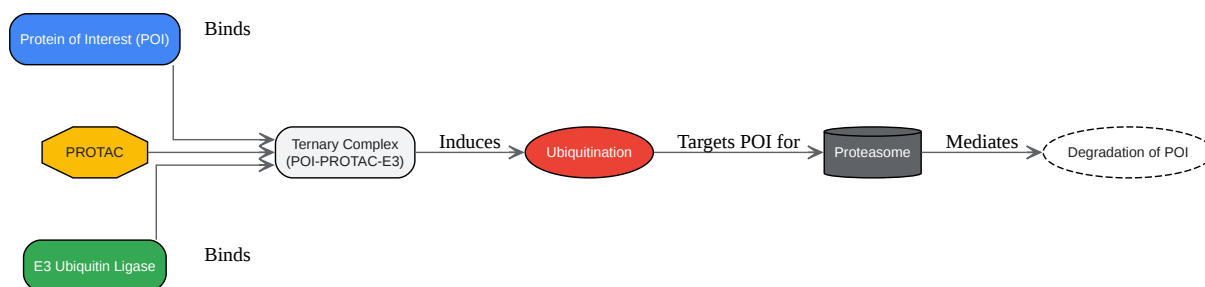 Protein of Interest (POI)
Binds
PROTAC
Ternary Complex
(POI-PROTAC-E3)
Induces
Ubiquitination
Targets POI for
Proteasome
Mediates
Degradation of POI
E3 Ubiquitin Ligase
Binds